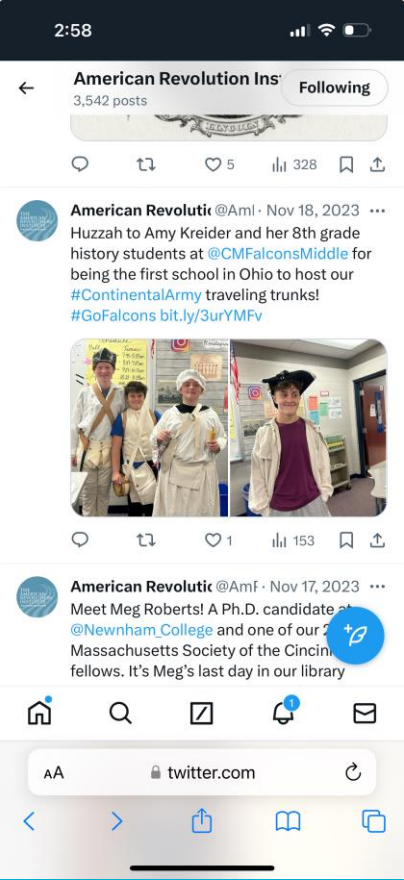 2:58
American Revolution Ins
3,542 posts
Following
5
328
American Revolutic @AmI · Nov 18, 2023
Huzzah to Amy Kreider and her 8th grade
history students at @CMFalconsMiddle for
being the first school in Ohio to host our
#ContinentalArmy traveling trunks!
#GoFalcons bit.ly/3urYMFv
1
153
American Revolutic @AmF · Nov 17, 2023
Meet Meg Roberts! A Ph.D. candidate at
@Newnham_College and one of our 2
Massachusetts Society of the Cincin
fellows. It's Meg's last day in our library
1
AA
twitter.com